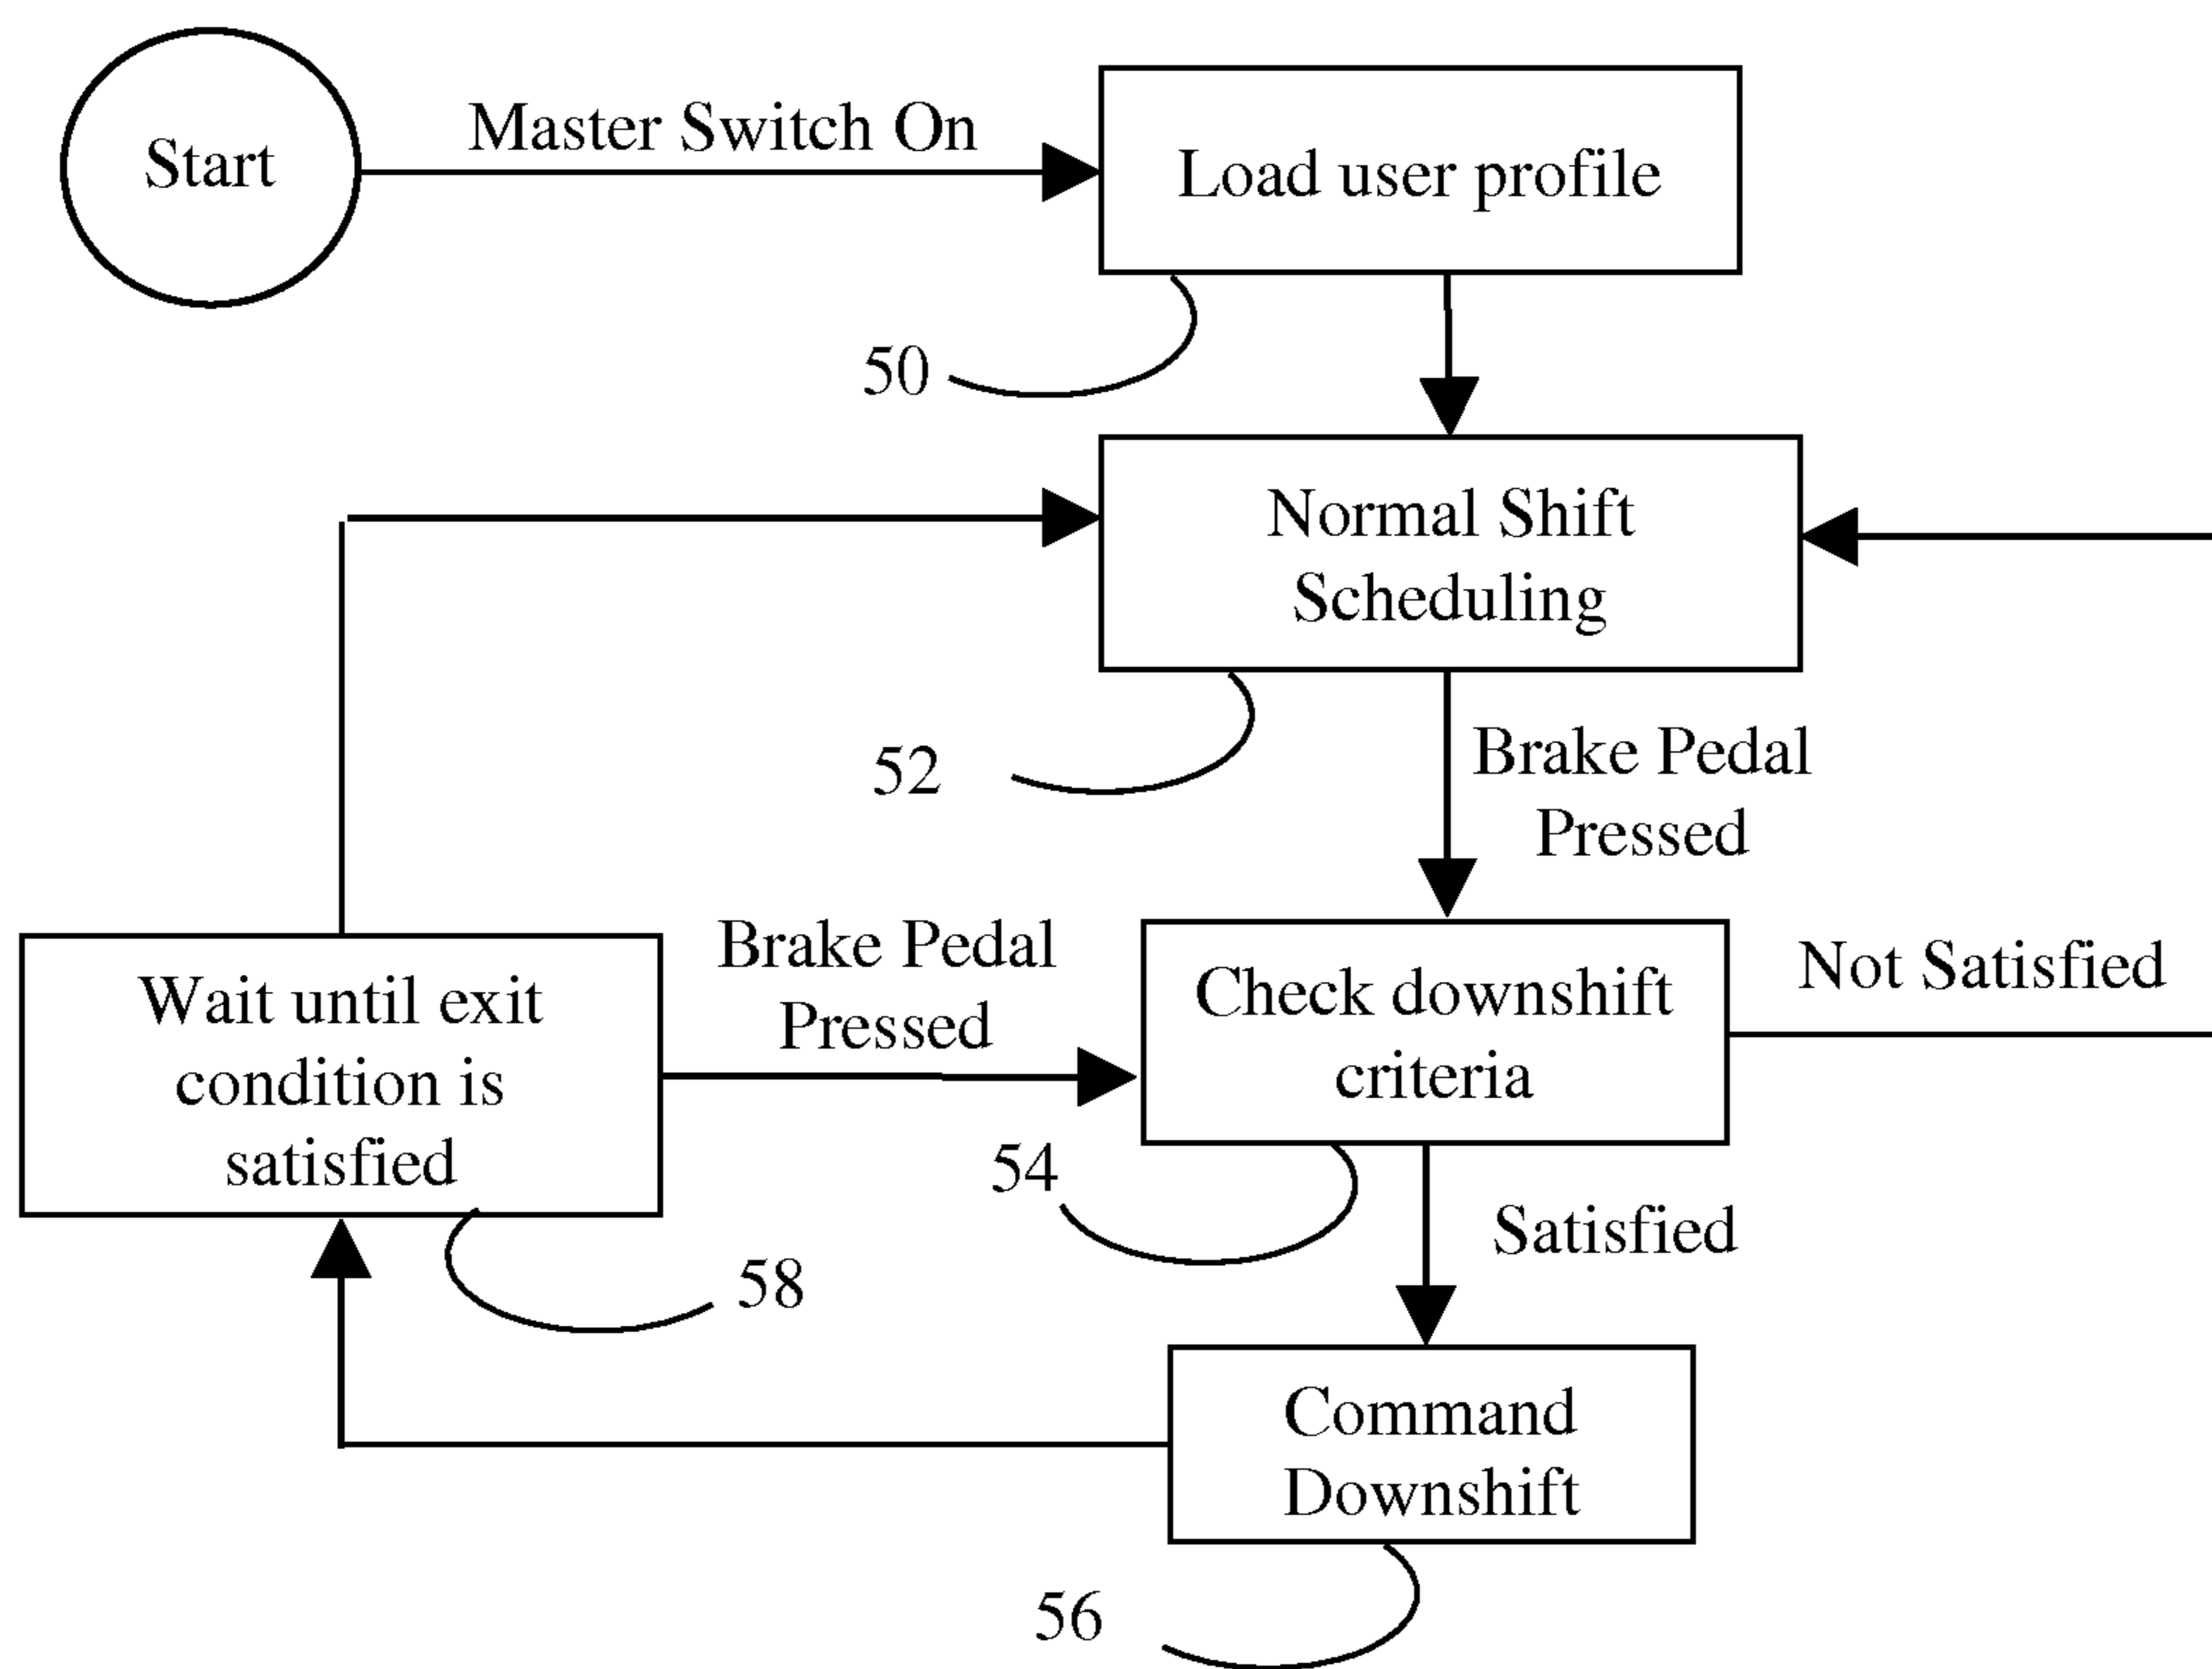 Start
Master Switch On
Load user profile
50
Normal Shift
Scheduling
52
Brake Pedal
Pressed
Wait until exit
condition is
satisfied
Brake Pedal
Pressed
Check downshift
criteria
Not Satisfied
54
Satisfied
58
Command
Downshift
56